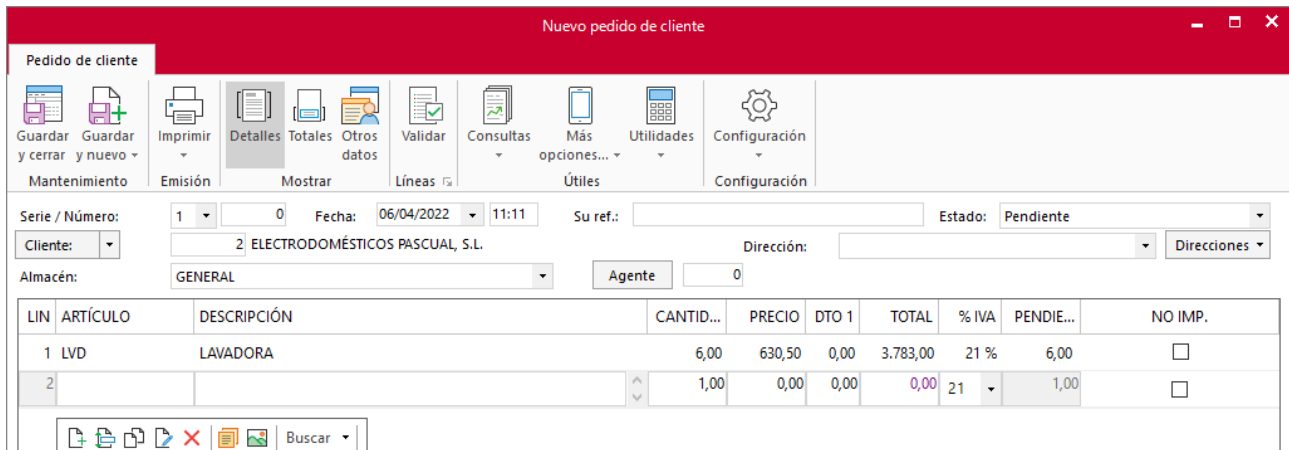 Nuevo pedido de cliente
Pedido de cliente
Guardar y cerrar
Guardar y nuevo
Imprimir
Detalles
Totales
Otros datos
Validar
Consultas
Más opciones...
Utilidades
Configuración
Mantenimiento
Emisión
Mostrar
Líneas
Útiles
Configuración
Serie / Número: 1 0 Fecha: 06/04/2022 11:11 Su ref.: Estado: Pendiente
Cliente: 2 ELECTRODOMÉSTICOS PASCUAL, S.L. Dirección: Direcciones
Almacén: GENERAL Agente 0
LIN ARTÍCULO DESCRIPCIÓN CANTID... PRECIO DTO 1 TOTAL % IVA PENDIE... NO IMP.
1 LVD LAVADORA 6,00 630,50 0,00 3.783,00 21 % 6,00
2 1,00 0,00 0,00 0,00 21 1,00
Buscar